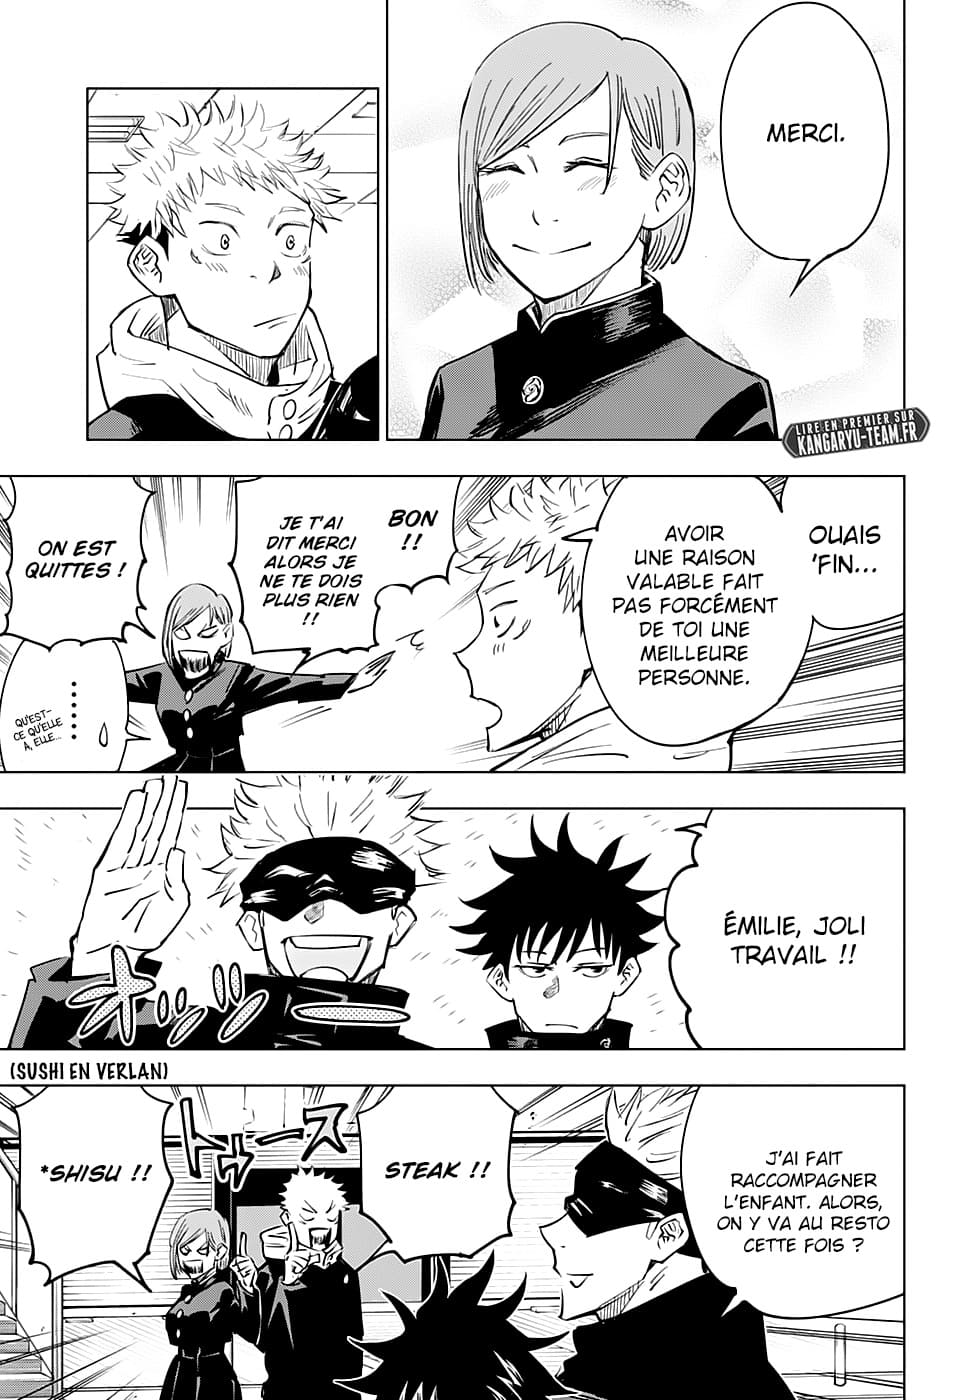 MERCI.
LIRE EN PREMIER SUR
KANGARYU-TEAM.FR
OUAIS
'FIN...
AVOIR
UNE RAISON
VALABLE FAIT
PAS FORCÉMENT
DE TOI UNE
MEILLEURE
PERSONNE.
BON
!!
JE T'AI
DIT MERCI
ALORS JE
NE TE DOIS
PLUS RIEN
!!
ON EST
QUITTES !
......
QU'EST-
CE QU'ELLE
A, ELLE...
ÉMILIE, JOLI
TRAVAIL !!
オッツー
(SUSHI EN VERLAN)
J'AI FAIT
RACCOMPAGNER
L'ENFANT. ALORS,
ON Y VA AU RESTO
CETTE FOIS ?
STEAK !!
トゥース
*SHISU !!